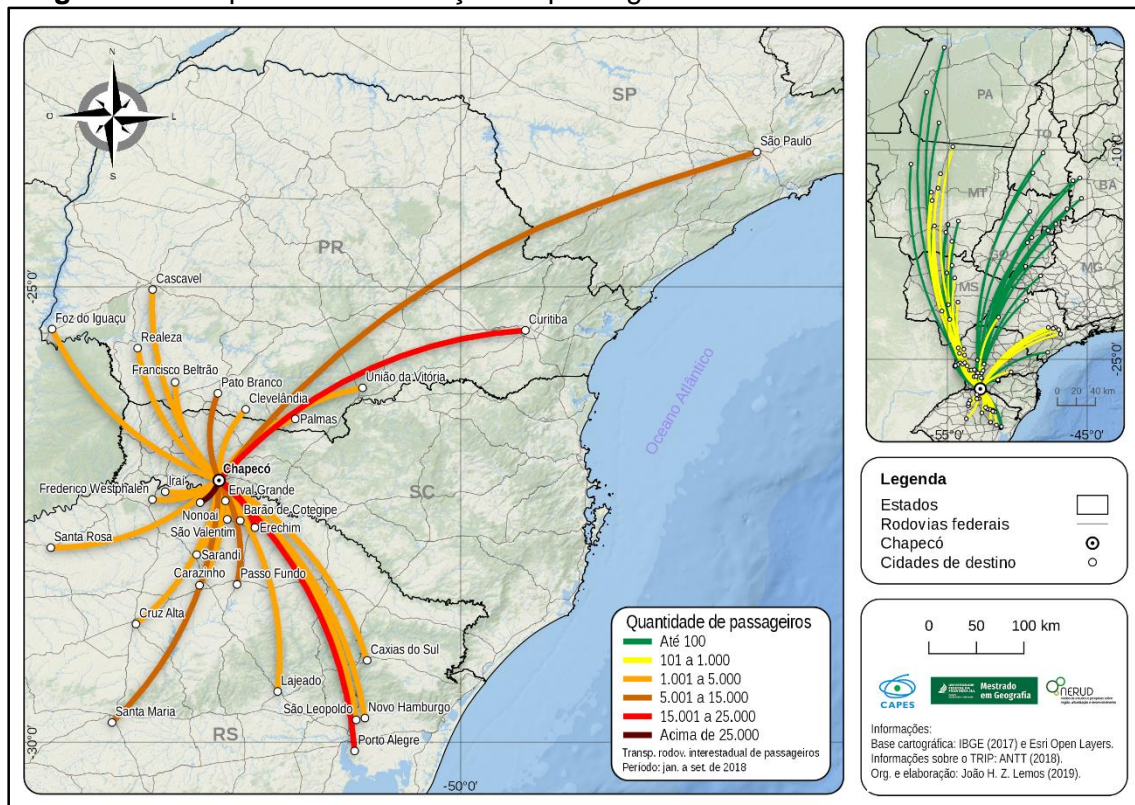 N
O
L
S
SP
São Paulo
PR
-25°0'
Cascavel
Foz do Iguaçu
Realeza
Curitiba
Francisco Beltrão
Pato Branco
União da Vitória
Clevelândia
Palmas
Oceano Atlântico
Chapecó
Iraí
Frederico Westphalen
Erval Grande
SC
Nonoai
Barão de Cotegipe
São Valentim
Erechim
Santa Rosa
Sarandi
Carazinho
Passo Fundo
Cruz Alta
Caxias do Sul
Lajeado
São Leopoldo
Novo Hamburgo
Santa Maria
RS
Porto Alegre
-30°0'
-50°0'
Quantidade de passageiros
Até 100
101 a 1.000
1.001 a 5.000
5.001 a 15.000
15.001 a 25.000
Acima de 25.000
Transp. rodov. interestadual de passageiros
Período: jan. a set. de 2018
PA
TO
-10°0'
MT
BA
GO
MG
MS
-25°0'
0 20 40 km
-55°0'
-45°0'
Legenda
Estados
Rodovias federais
Chapecó
Cidades de destino
0 50 100 km
CAPES
Mestrado
em Geografia
NERUD
Informações:
Base cartográfica: IBGE (2017) e Esri Open Layers.
Informações sobre o TRIP: ANTT (2018).
Org. e elaboração: João H. Z. Lemos (2019).